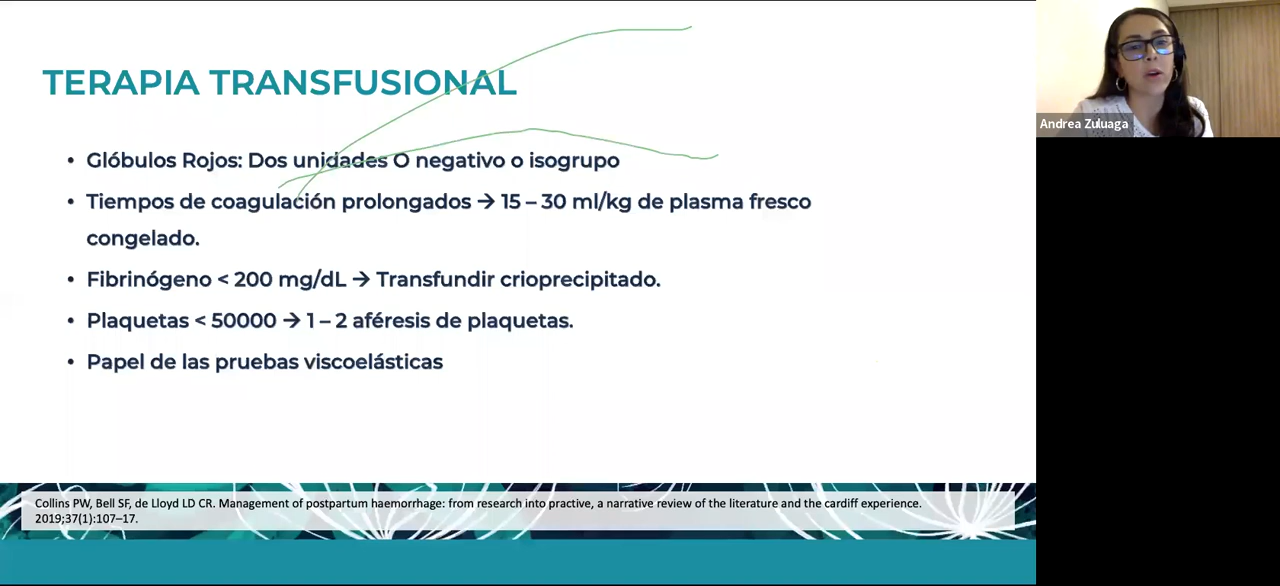 TERAPIA TRANSFUSIONAL
Andrea Zuluaga
• Glóbulos Rojos: Dos unidades O negativo o isogrupo
• Tiempos de coagulación prolongados → 15 – 30 ml/kg de plasma fresco
congelado.
• Fibrinógeno < 200 mg/dL → Transfundir crioprecipitado.
• Plaquetas < 50000 → 1 – 2 aféresis de plaquetas.
• Papel de las pruebas viscoelásticas
Collins PW, Bell SF, de Lloyd LD CR. Management of postpartum haemorrhage: from research into practive, a narrative review of the literature and the cardiff experience.
2019;37(1):107–17.